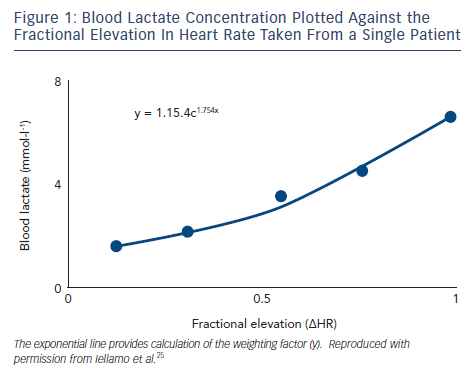 Figure 1: Blood Lactate Concentration Plotted Against the
Fractional Elevation In Heart Rate Taken From a Single Patient
8
y = 1.15.4c¹·⁷⁵⁴ˣ
Blood lactate (mmol-l⁻¹)
4
0
0
0.5
1
Fractional elevation (ΔHR)
The exponential line provides calculation of the weighting factor (y). Reproduced with
permission from Iellamo et al.²⁵